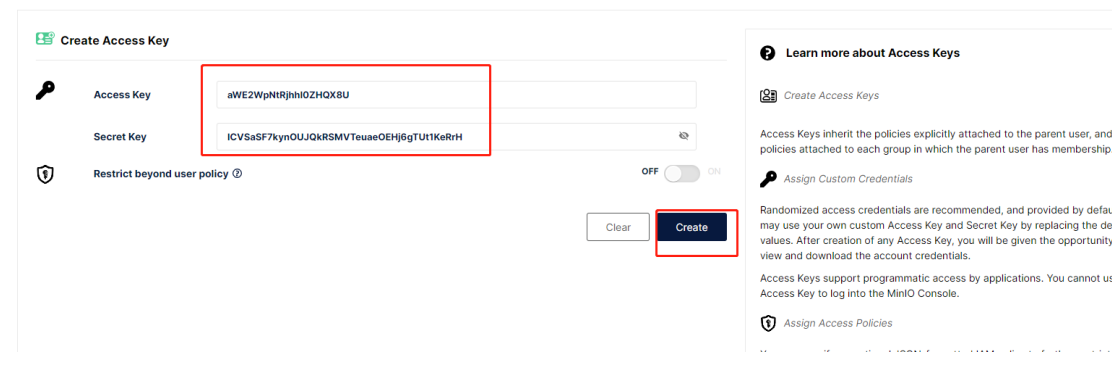 Create Access Key
Access Key
aWE2WpNtRjhhI0ZHQX8U
Secret Key
ICVSaSF7kynOUJQkRSMVTeuaeOEHj6gTUt1KeRrH
Restrict beyond user policy
OFF
ON
Clear
Create
Learn more about Access Keys
Create Access Keys
Access Keys inherit the policies explicitly attached to the parent user, and
policies attached to each group in which the parent user has membership.
Assign Custom Credentials
Randomized access credentials are recommended, and provided by defau
may use your own custom Access Key and Secret Key by replacing the de
values. After creation of any Access Key, you will be given the opportunity
view and download the account credentials.
Access Keys support programmatic access by applications. You cannot us
Access Key to log into the MinIO Console.
Assign Access Policies